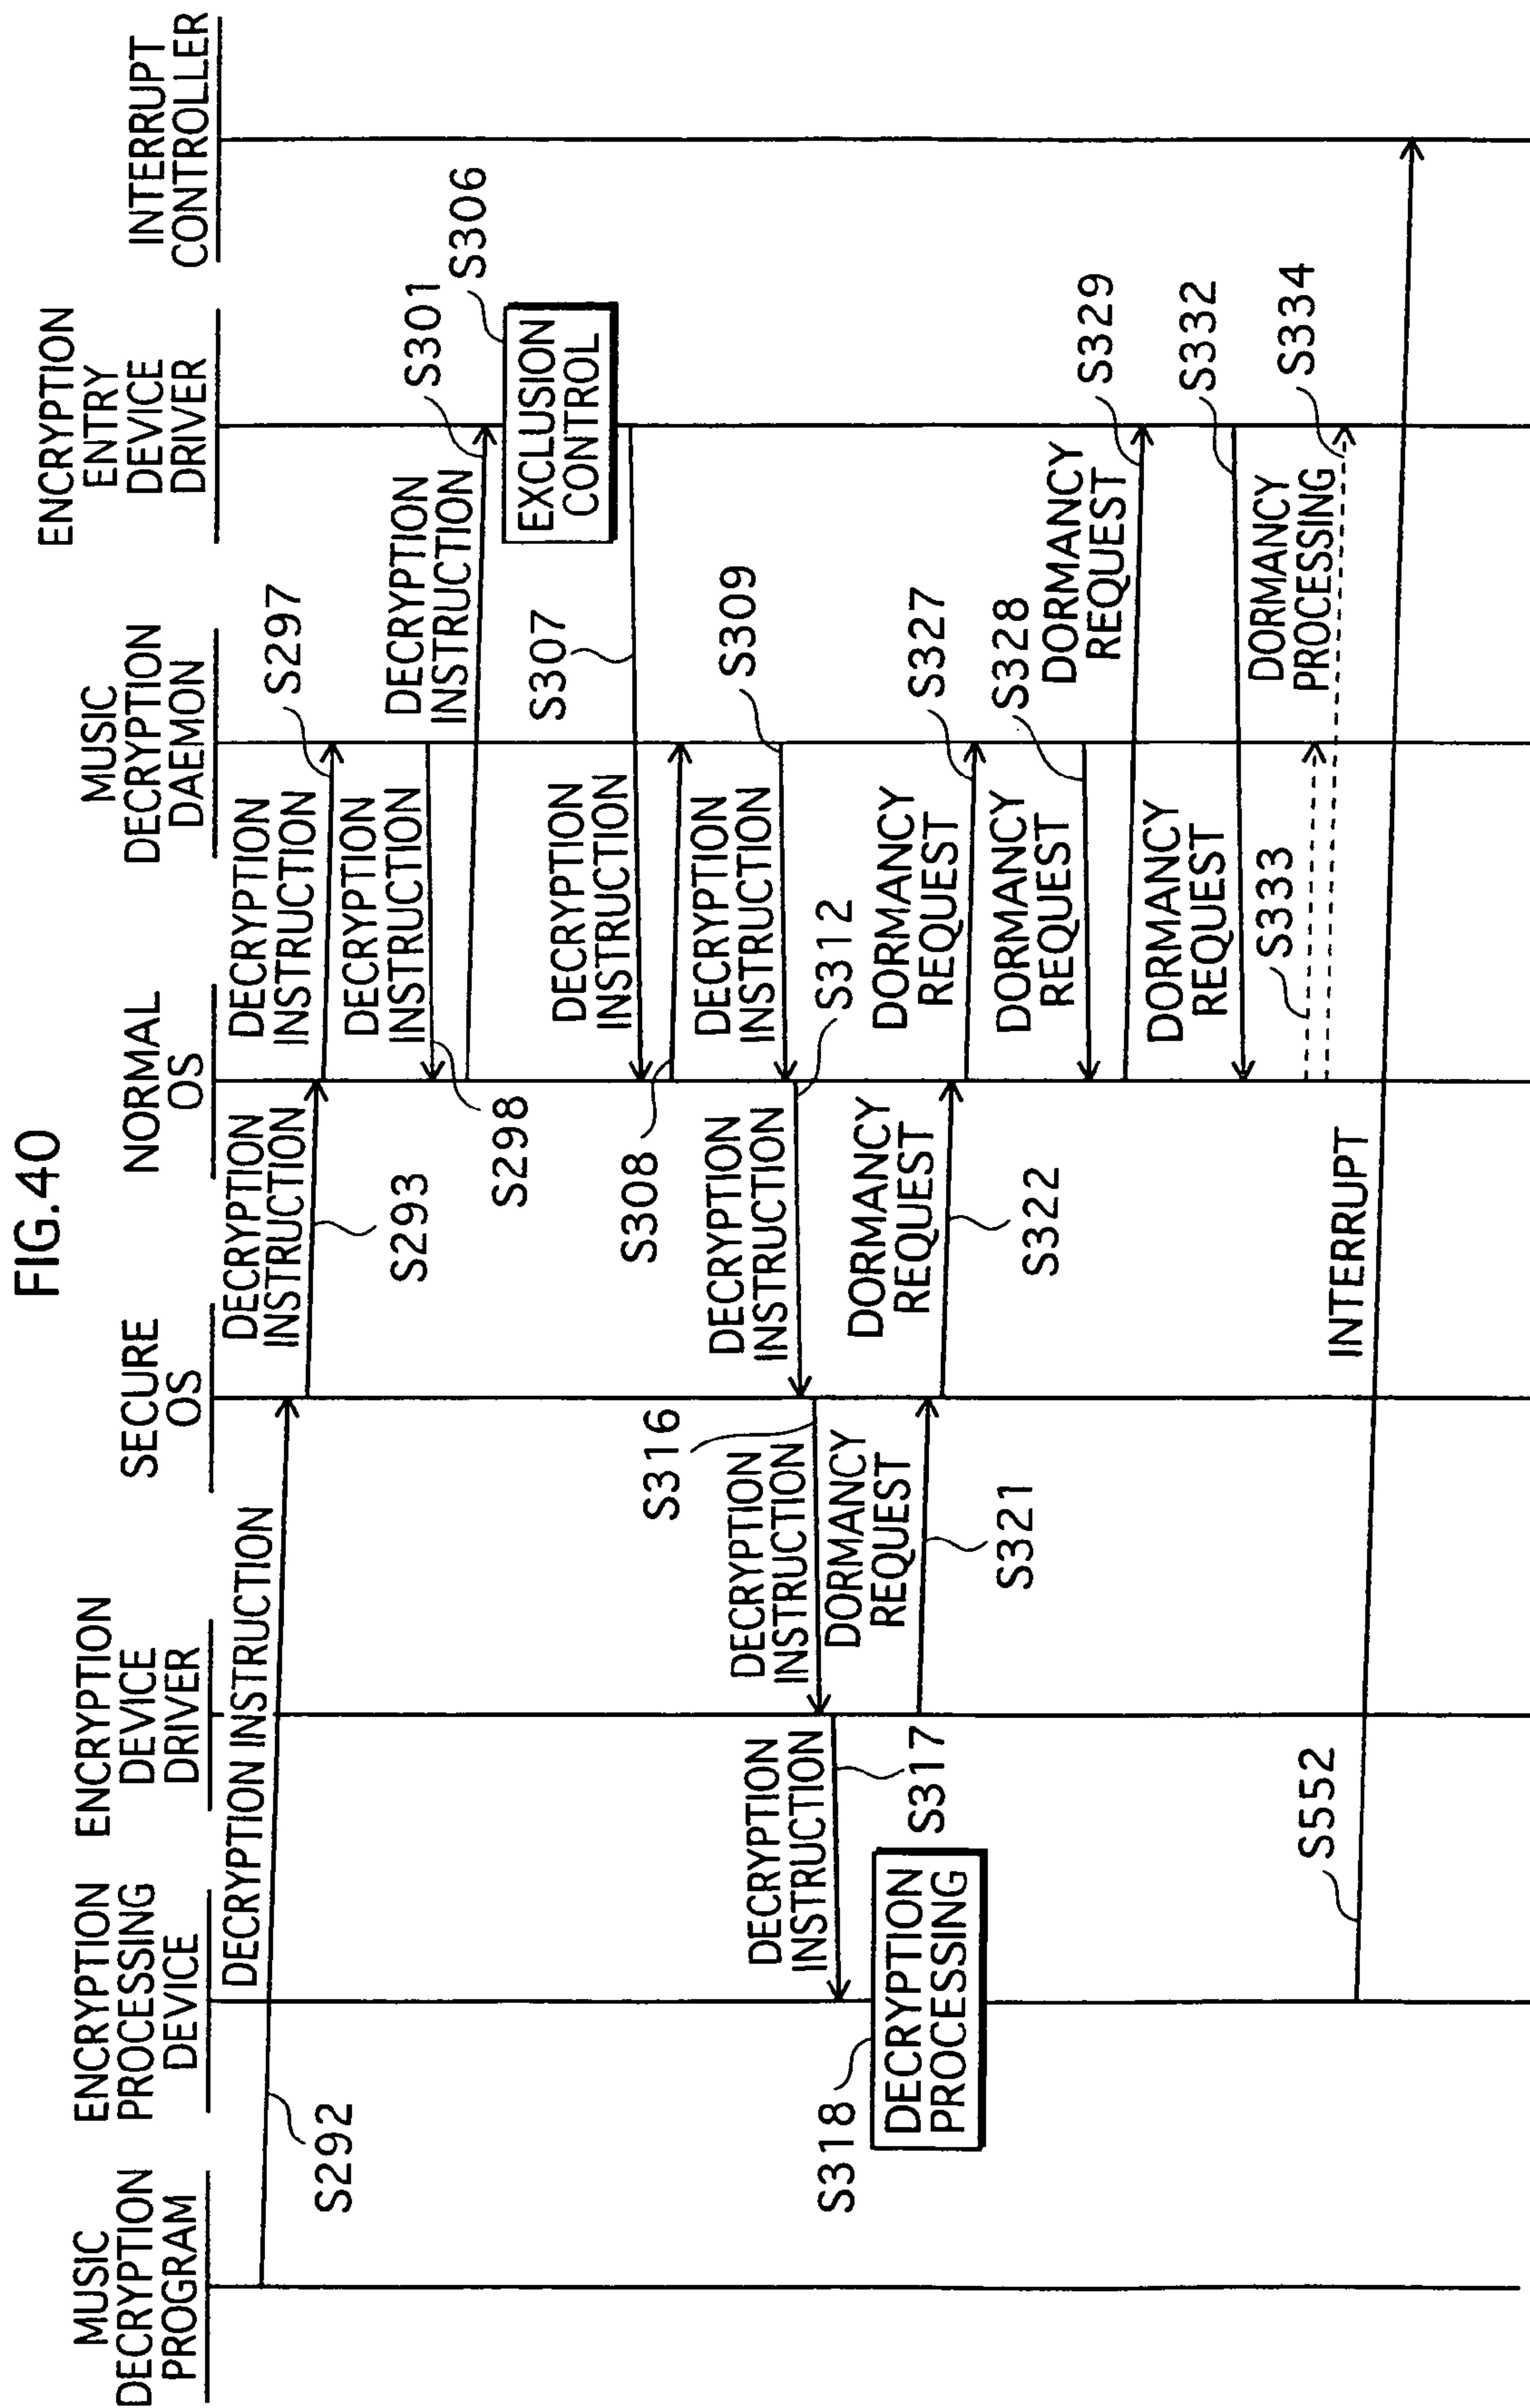 FIG.40
MUSIC
DECRYPTION
PROGRAM
ENCRYPTION
PROCESSING
DEVICE
ENCRYPTION
DEVICE
DRIVER
SECURE
OS
NORMAL
OS
MUSIC
DECRYPTION
DAEMON
ENCRYPTION
ENTRY
DEVICE
DRIVER
INTERRUPT
CONTROLLER
DECRYPTION INSTRUCTION
S292
DECRYPTION
INSTRUCTION
S293
DECRYPTION
INSTRUCTION
S297
DECRYPTION
INSTRUCTION
S298
DECRYPTION
INSTRUCTION
S301
S306
EXCLUSION
CONTROL
S307
DECRYPTION
INSTRUCTION
S308
DECRYPTION
INSTRUCTION
S309
S312
DECRYPTION
INSTRUCTION
S316
DECRYPTION
INSTRUCTION
DECRYPTION
INSTRUCTION
S317
S318
DECRYPTION
PROCESSING
DORMANCY
REQUEST
S321
DORMANCY
REQUEST
S322
DORMANCY
REQUEST
S327
DORMANCY
REQUEST
S328
DORMANCY
REQUEST
S329
DORMANCY
REQUEST
S332
S333
DORMANCY
PROCESSING
S334
S552
INTERRUPT